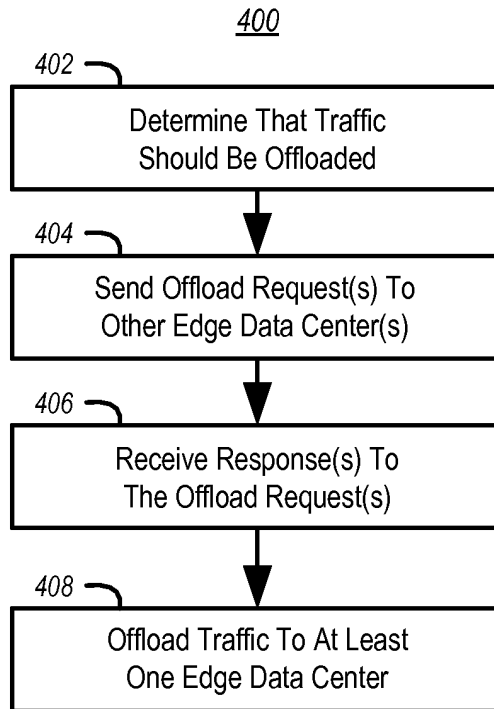 400
402
Determine That Traffic
Should Be Offloaded
404
Send Offload Request(s) To
Other Edge Data Center(s)
406
Receive Response(s) To
The Offload Request(s)
408
Offload Traffic To At Least
One Edge Data Center